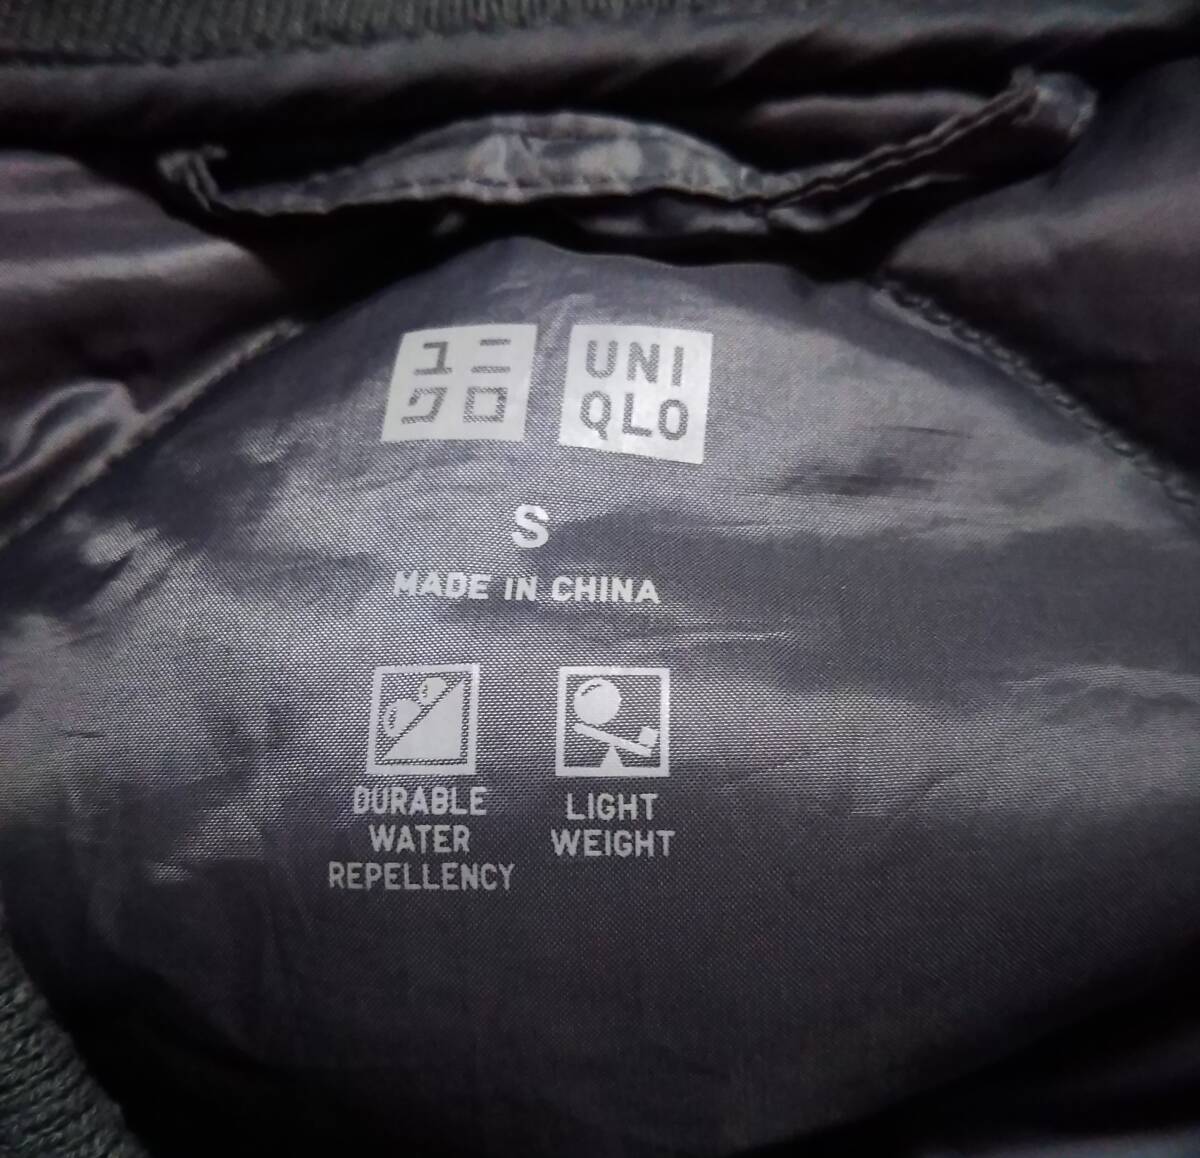 ユニ
クロ
UNI
QLO
S
MADE IN CHINA
DURABLE
WATER
REPELLENCY
LIGHT
WEIGHT